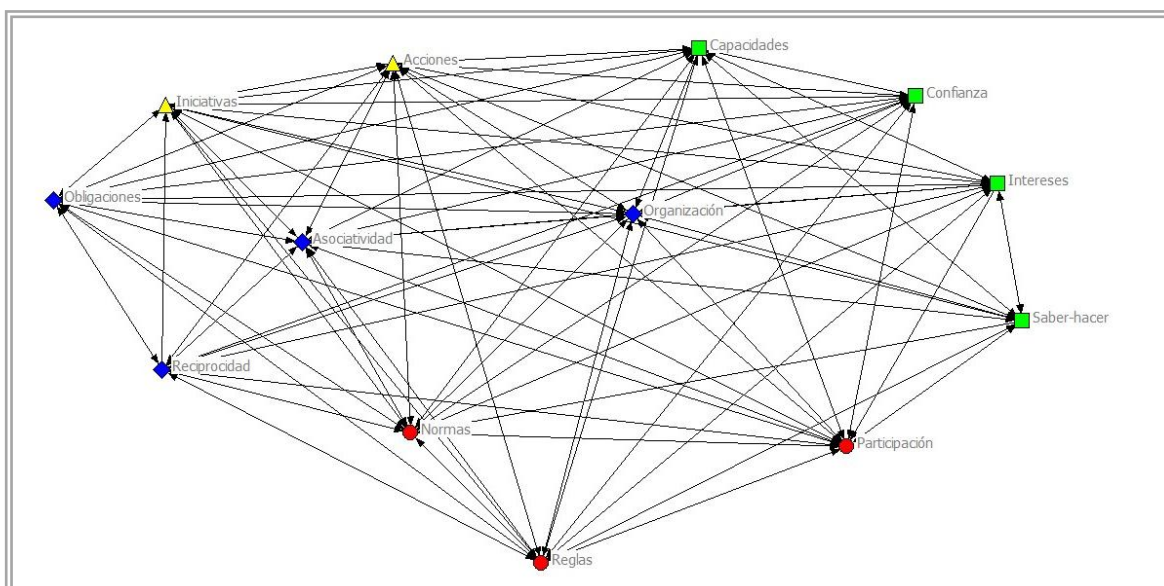 Capacidades
Acciones
Confianza
Iniciativas
Intereses
Obligaciones
Organización
Asociatividad
Saber-hacer
Reciprocidad
Normas
Participación
Reglas